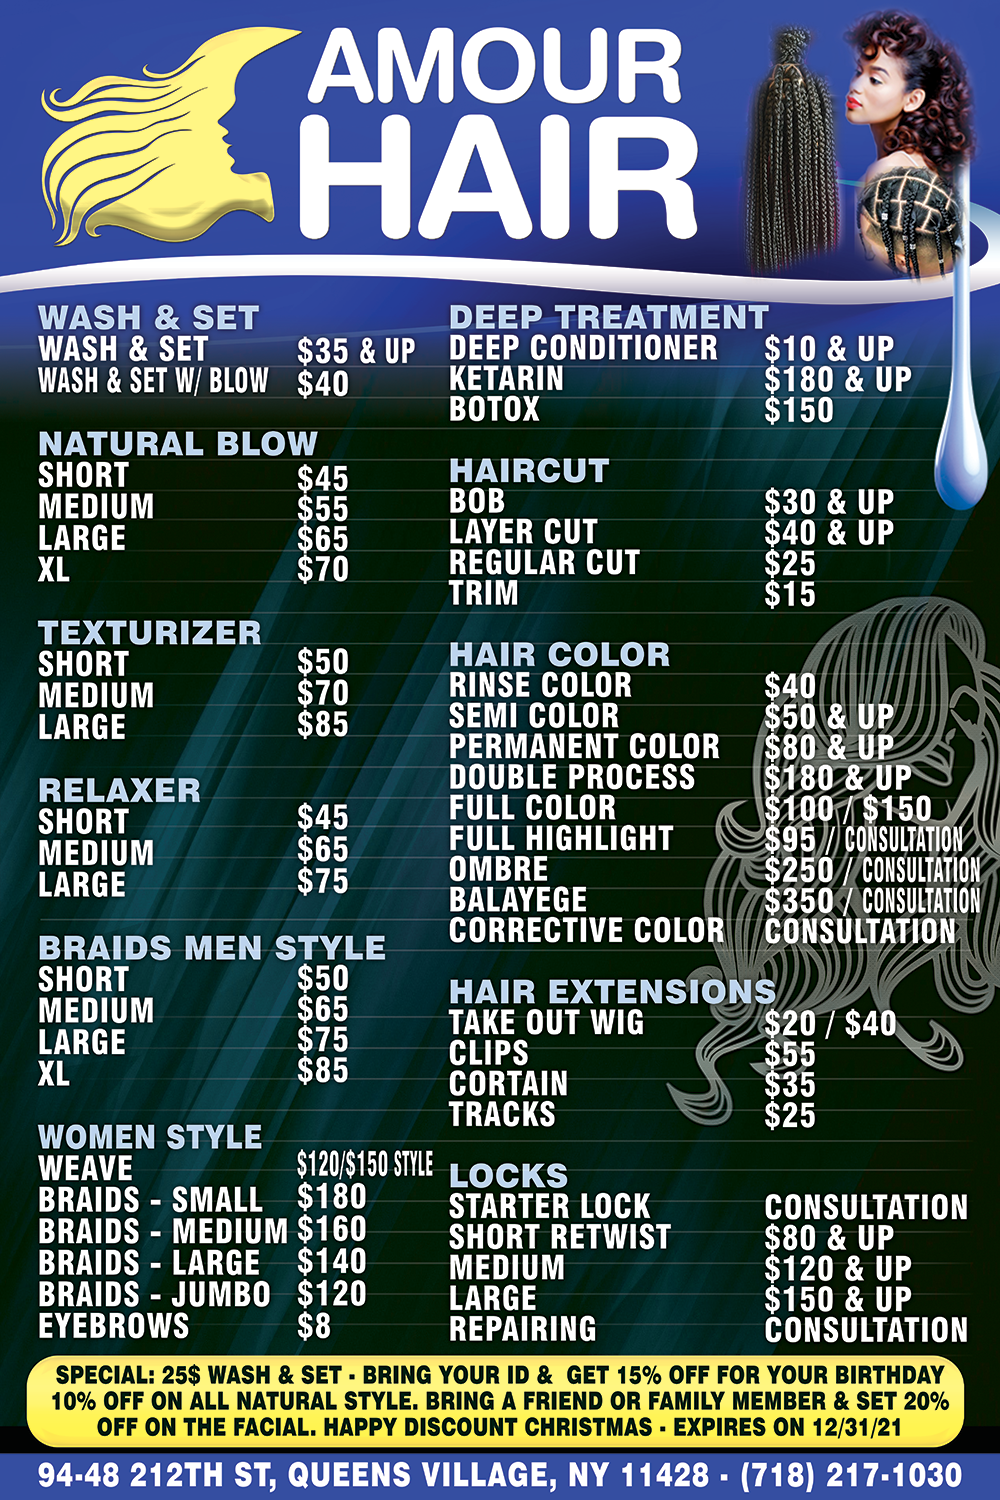 AMOUR
HAIR
WASH & SET
WASH & SET $35 & UP
WASH & SET W/ BLOW $40
NATURAL BLOW
SHORT $45
MEDIUM $55
LARGE $65
XL $70
TEXTURIZER
SHORT $50
MEDIUM $70
LARGE $85
RELAXER
SHORT $45
MEDIUM $65
LARGE $75
BRAIDS MEN STYLE
SHORT $50
MEDIUM $65
LARGE $75
XL $85
WOMEN STYLE
WEAVE $120/$150 STYLE
BRAIDS - SMALL $180
BRAIDS - MEDIUM $160
BRAIDS - LARGE $140
BRAIDS - JUMBO $120
EYEBROWS $8
DEEP TREATMENT
DEEP CONDITIONER $10 & UP
KETARIN $180 & UP
BOTOX $150
HAIRCUT
BOB $30 & UP
LAYER CUT $40 & UP
REGULAR CUT $25
TRIM $15
HAIR COLOR
RINSE COLOR $40
SEMI COLOR $50 & UP
PERMANENT COLOR $80 & UP
DOUBLE PROCESS $180 & UP
FULL COLOR $100 / $150
FULL HIGHLIGHT $95 / CONSULTATION
OMBRE $250 / CONSULTATION
BALAYEGE $350 / CONSULTATION
CORRECTIVE COLOR CONSULTATION
HAIR EXTENSIONS
TAKE OUT WIG $20 / $40
CLIPS $55
CORTAIN $35
TRACKS $25
LOCKS
STARTER LOCK CONSULTATION
SHORT RETWIST $80 & UP
MEDIUM $120 & UP
LARGE $150 & UP
REPAIRING CONSULTATION
SPECIAL: 25$ WASH & SET - BRING YOUR ID & GET 15% OFF FOR YOUR BIRTHDAY
10% OFF ON ALL NATURAL STYLE. BRING A FRIEND OR FAMILY MEMBER & SET 20%
OFF ON THE FACIAL. HAPPY DISCOUNT CHRISTMAS - EXPIRES ON 12/31/21
94-48 212TH ST, QUEENS VILLAGE, NY 11428 - (718) 217-1030